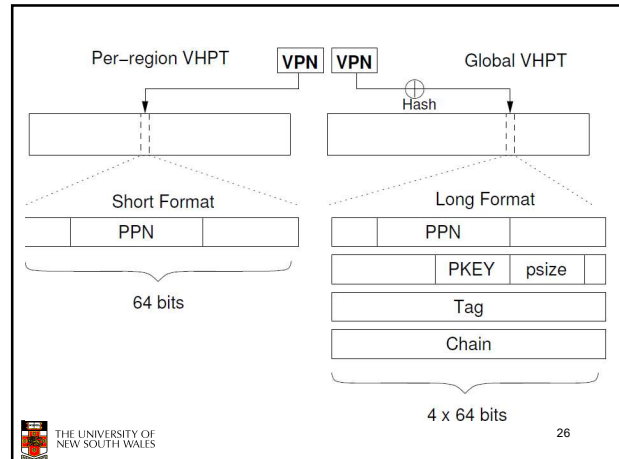 Per-region VHPT
VPN
VPN
Global VHPT
Hash
Short Format
PPN
64 bits
Long Format
PPN
PKEY
psize
Tag
Chain
4 x 64 bits
THE UNIVERSITY OF
NEW SOUTH WALES
26